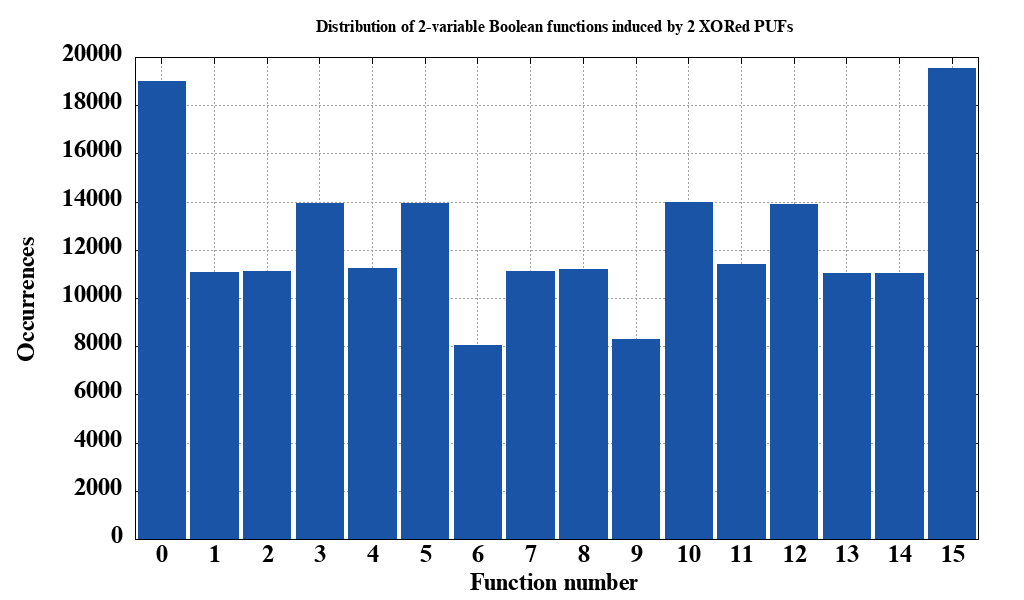 Distribution of 2-variable Boolean functions induced by 2 XORed PUFs
20000
18000
16000
14000
12000
10000
8000
6000
4000
2000
0
Occurrences
0 1 2 3 4 5 6 7 8 9 10 11 12 13 14 15
Function number